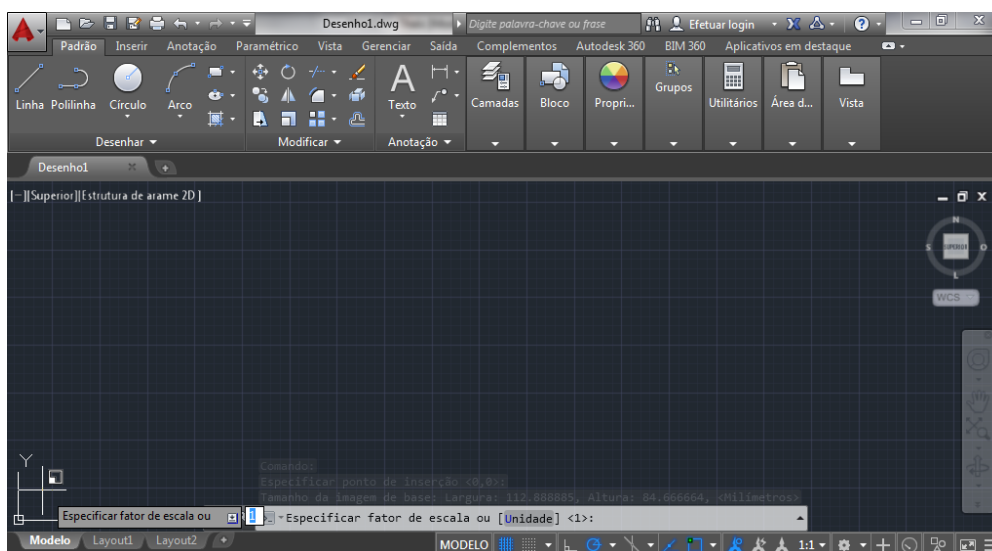 Desenho1.dwg Digite palavra-chave ou frase Efetuar login
Padrão Inserir Anotação Paramétrico Vista Gerenciar Saída Complementos Autodesk 360 BIM 360 Aplicativos em destaque
Linha Polilinha Círculo Arco Texto Camadas Bloco Propri... Grupos Utilitários Área d... Vista
Desenhar Modificar Anotação
Desenho1
[−][Superior][Estrutura de arame 2D ]
N
S SUPERIOR O
L
WCS
Y
Comando:
Especificar ponto de inserção <0,0>:
Tamanho da imagem de base: Largura: 112.888885, Altura: 84.666664, <Milímetros>
Especificar fator de escala ou 1 Especificar fator de escala ou [Unidade] <1>:
Modelo Layout1 Layout2 + MODELO 1:1